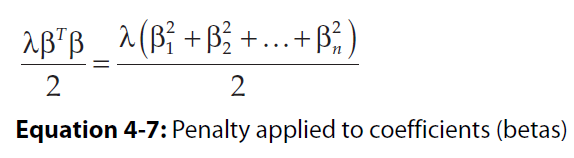 λβᵀβ/2 = λ(β₁² + β₂² + ... + βₙ²)/2
Equation 4-7: Penalty applied to coefficients (betas)